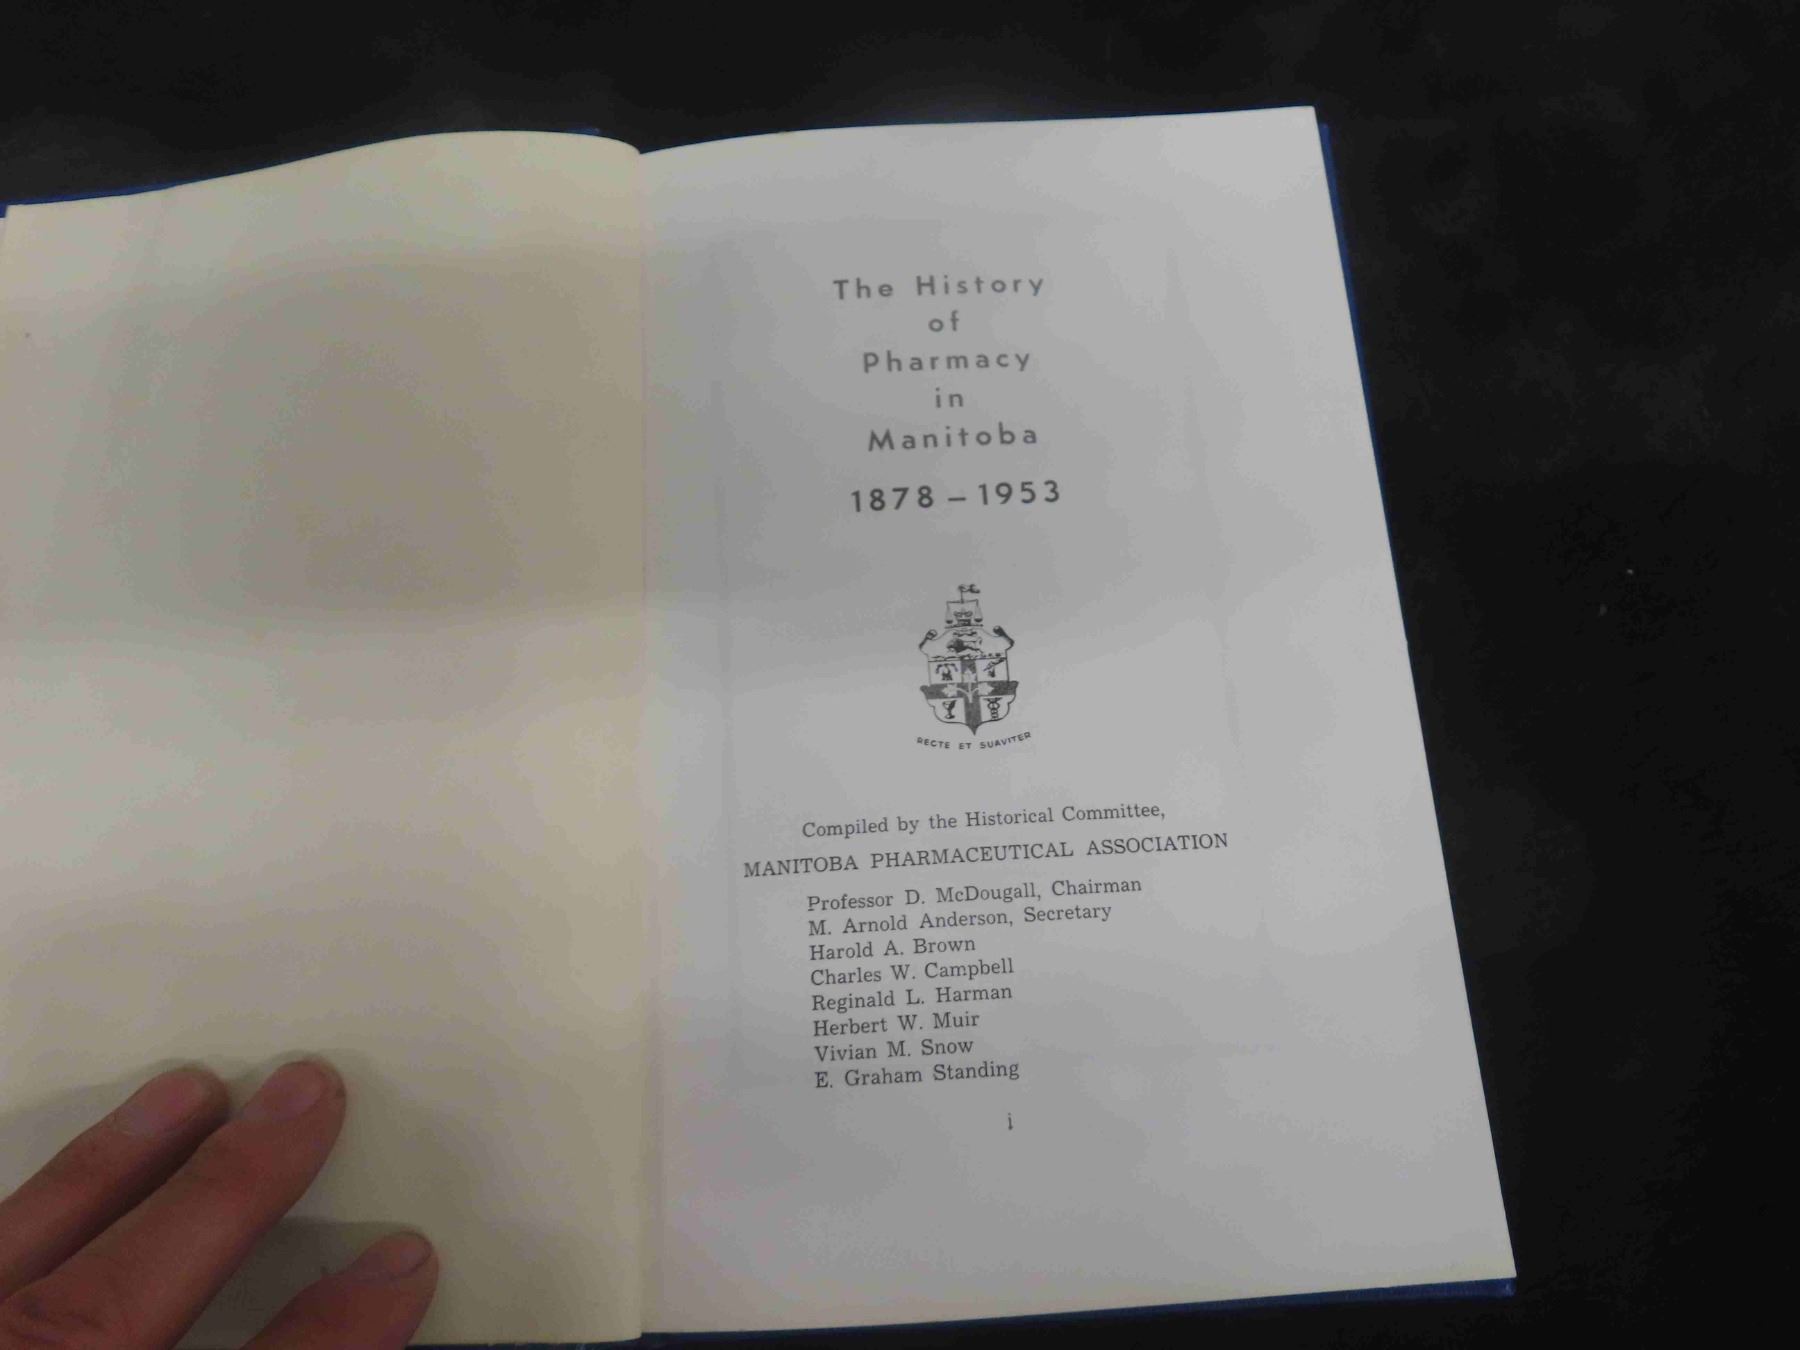 The History
of
Pharmacy
in
Manitoba
1878 – 1953
RECTE ET SUAVITER
Compiled by the Historical Committee,
MANITOBA PHARMACEUTICAL ASSOCIATION
Professor D. McDougall, Chairman
M. Arnold Anderson, Secretary
Harold A. Brown
Charles W. Campbell
Reginald L. Harman
Herbert W. Muir
Vivian M. Snow
E. Graham Standing
i